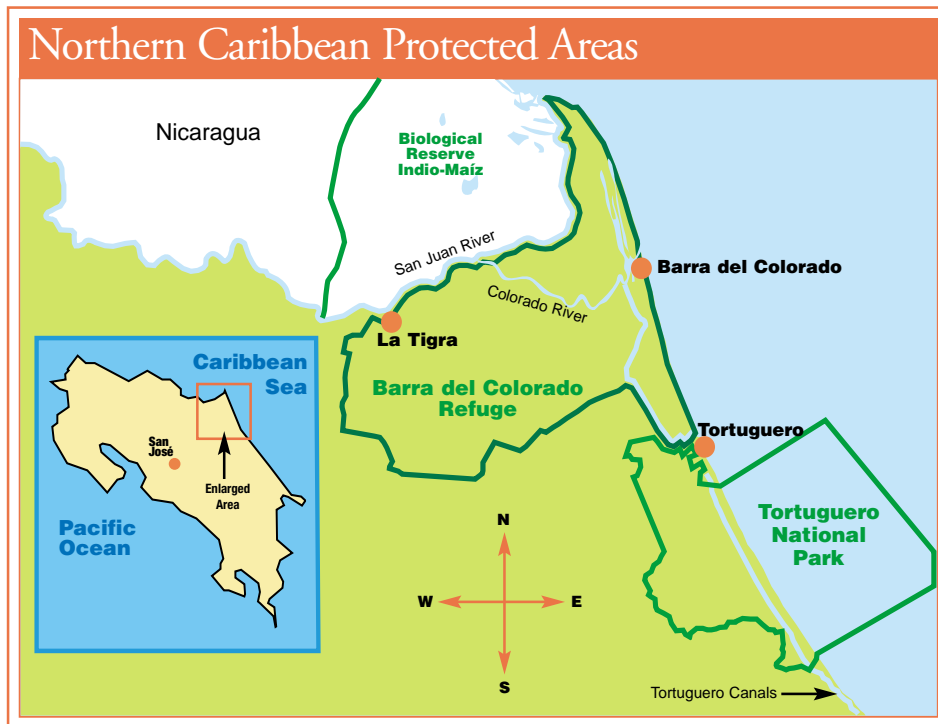 Northern Caribbean Protected Areas
Nicaragua
Biological
Reserve
Indio-Maíz
San Juan River
Barra del Colorado
Colorado River
La Tigra
Barra del Colorado
Refuge
Caribbean
Sea
San
José
Enlarged
Area
Pacific
Ocean
Tortuguero
Tortuguero
National
Park
N
W
E
S
Tortuguero Canals